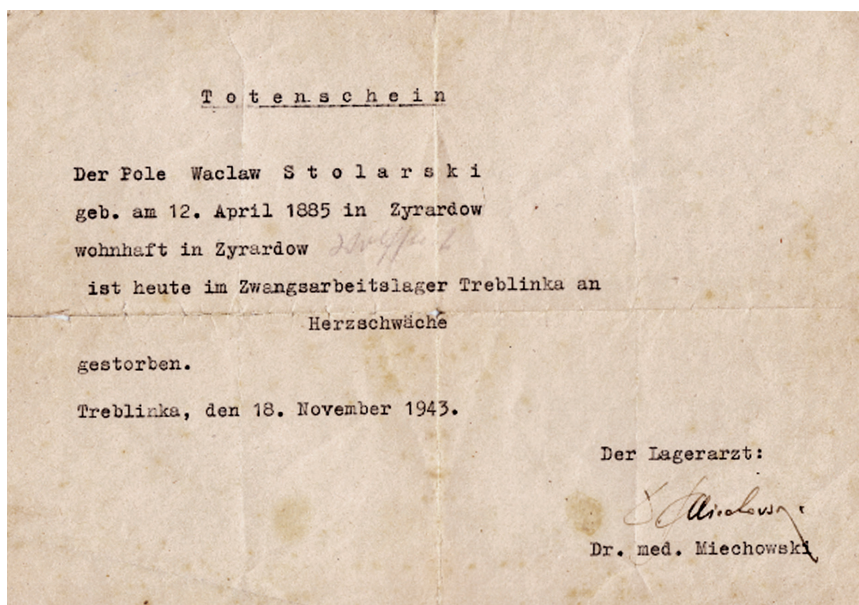 Totenschein
Der Pole Waclaw Stolarski
geb. am 12. April 1885 in Zyrardow
wohnhaft in Zyrardow
ist heute im Zwangsarbeitslager Treblinka an
Herzschwäche
gestorben.
Treblinka, den 18. November 1943.
Der Lagerarzt:
Dr. med. Miechowski